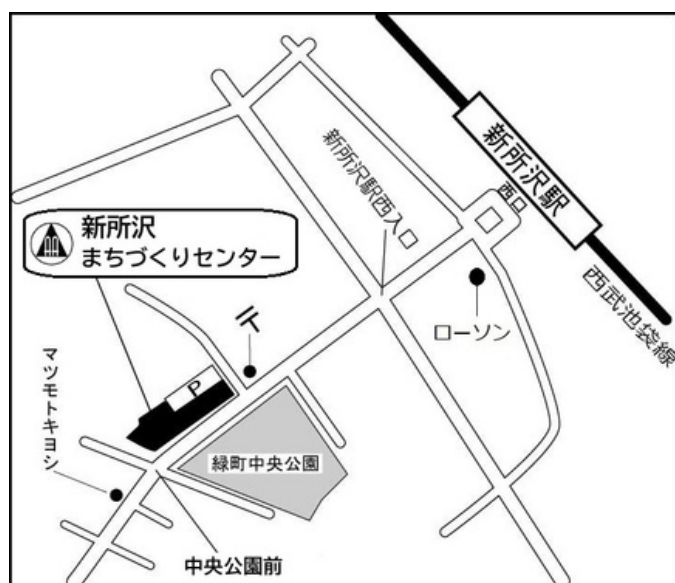 新所沢駅
西口
西武池袋線
新所沢駅西入口
ローソン
新所沢
まちづくりセンター
〒
P
マツモトキヨシ
緑町中央公園
中央公園前